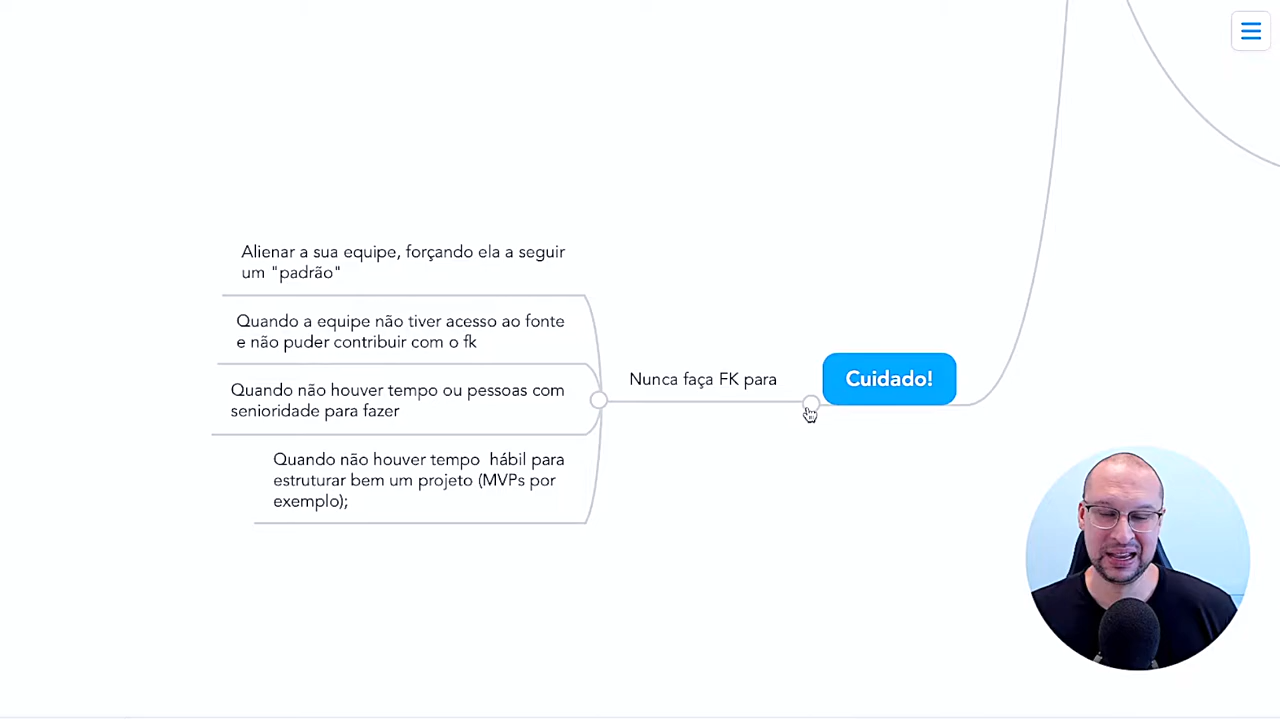 Alienar a sua equipe, forçando ela a seguir
um "padrão"
Quando a equipe não tiver acesso ao fonte
e não puder contribuir com o fk
Quando não houver tempo ou pessoas com
senioridade para fazer
Quando não houver tempo  hábil para
estruturar bem um projeto (MVPs por
exemplo);
Nunca faça FK para
Cuidado!